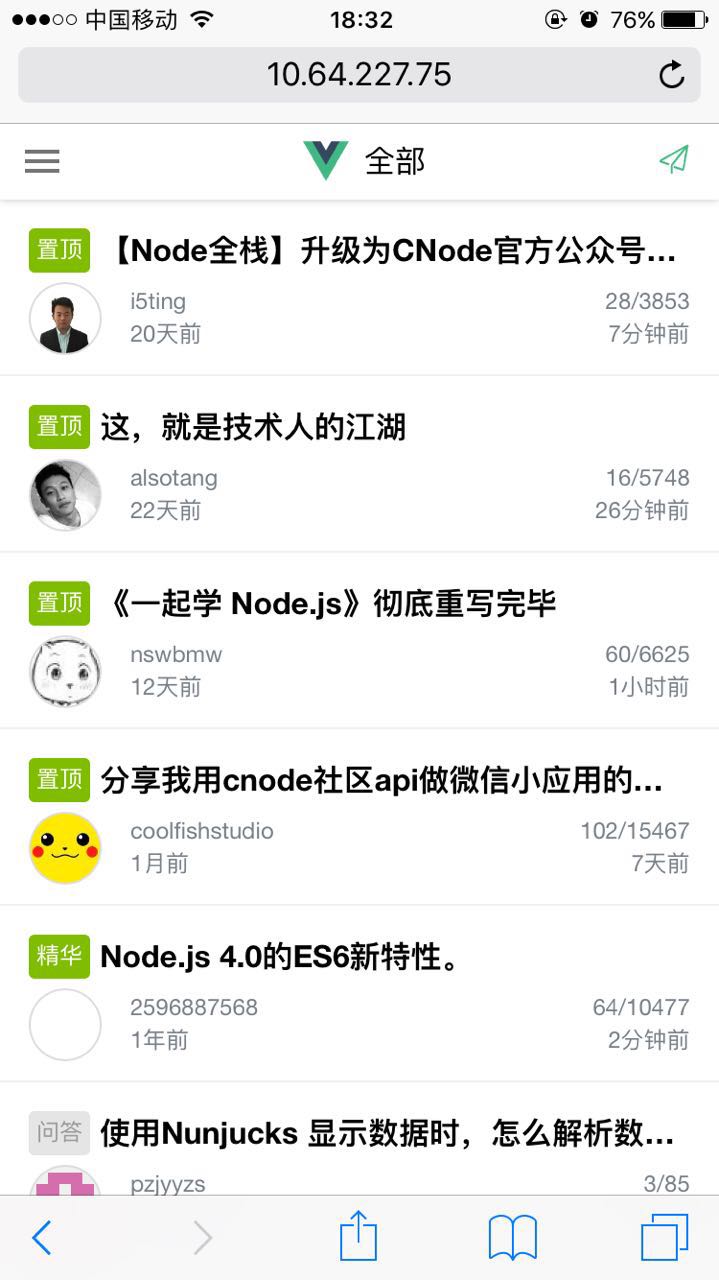 中国移动 18:32 76%
10.64.227.75
全部
置顶 【Node全栈】升级为CNode官方公众号...
i5ting 28/3853
20天前 7分钟前
置顶 这，就是技术人的江湖
alsotang 16/5748
22天前 26分钟前
置顶 《一起学 Node.js》彻底重写完毕
nswbmw 60/6625
12天前 1小时前
置顶 分享我用cnode社区api做微信小应用的...
coolfishstudio 102/15467
1月前 7天前
精华 Node.js 4.0的ES6新特性。
2596887568 64/10477
1年前 2分钟前
问答 使用Nunjucks 显示数据时，怎么解析数...
pzjyyzs 3/85